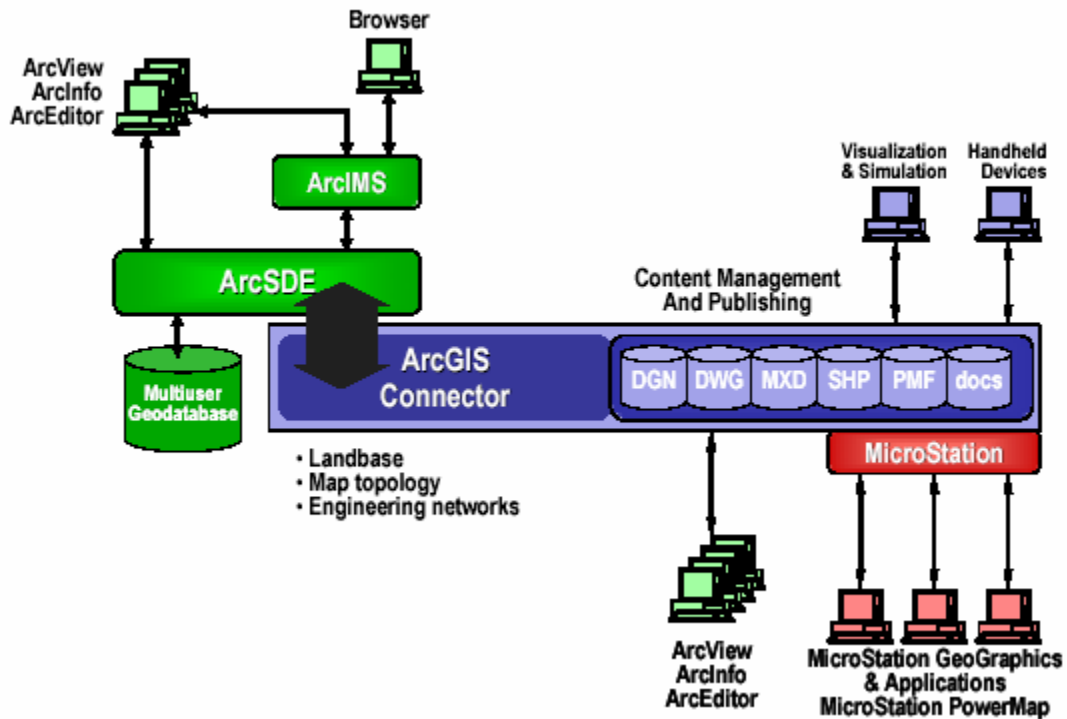 Browser
ArcView
ArcInfo
ArcEditor
ArcIMS
Visualization
& Simulation
Handheld
Devices
ArcSDE
Content Management
And Publishing
Multiuser
Geodatabase
ArcGIS
Connector
DGN
DWG
MXD
SHP
PMF
docs
MicroStation
• Landbase
• Map topology
• Engineering networks
ArcView
ArcInfo
ArcEditor
MicroStation GeoGraphics
& Applications
MicroStation PowerMap